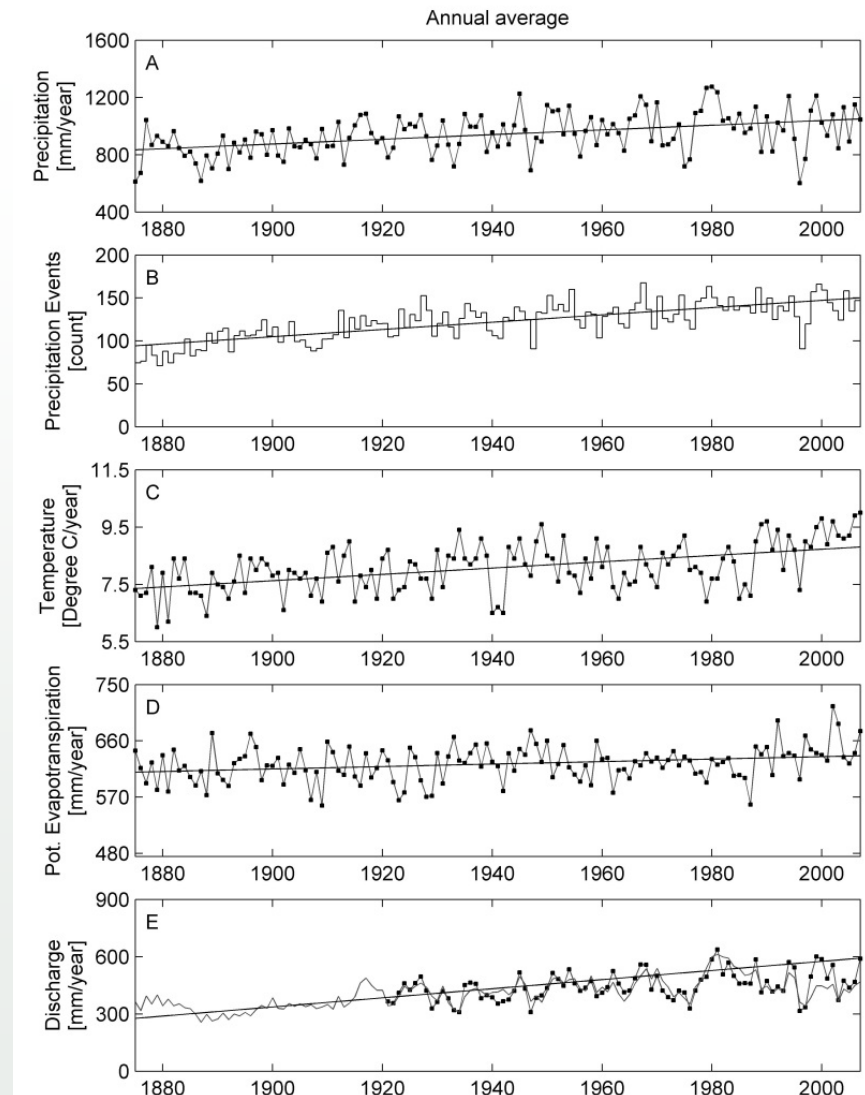 Annual average
A
Precipitation
[mm/year]
1600
1200
800
400
1880 1900 1920 1940 1960 1980 2000
B
Precipitation Events
[count]
200
150
100
50
0
1880 1900 1920 1940 1960 1980 2000
C
Temperature
[Degree C/year]
11.5
9.5
7.5
5.5
1880 1900 1920 1940 1960 1980 2000
D
Pot. Evapotranspiration
[mm/year]
750
660
570
480
1880 1900 1920 1940 1960 1980 2000
E
Discharge
[mm/year]
900
600
300
0
1880 1900 1920 1940 1960 1980 2000